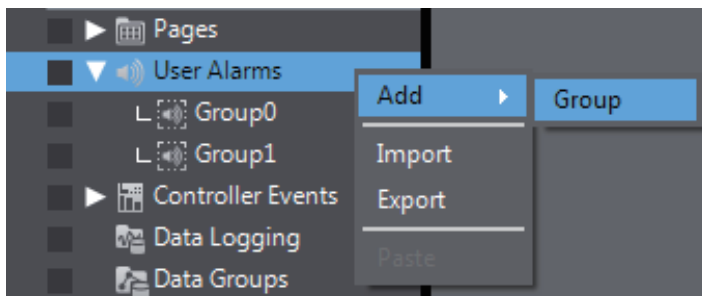 Pages
User Alarms
Group0
Group1
Controller Events
Data Logging
Data Groups
Add
Import
Export
Paste
Group